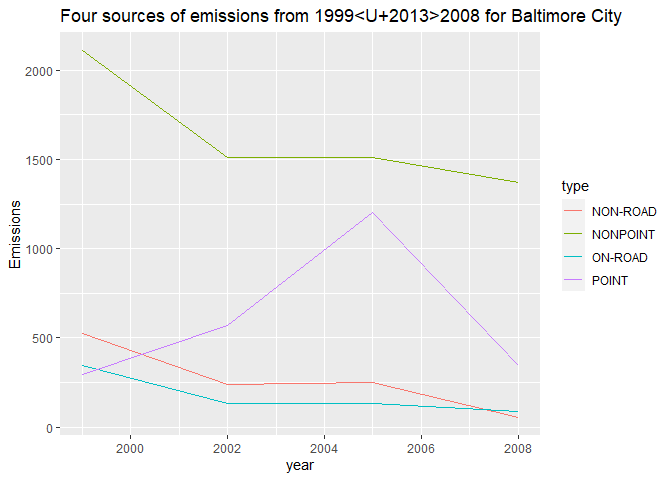 Four sources of emissions from 1999<U+2013>2008 for Baltimore City
2000
1500
1000
500
0
Emissions
2000
2002
2004
2006
2008
year
type
NON-ROAD
NONPOINT
ON-ROAD
POINT